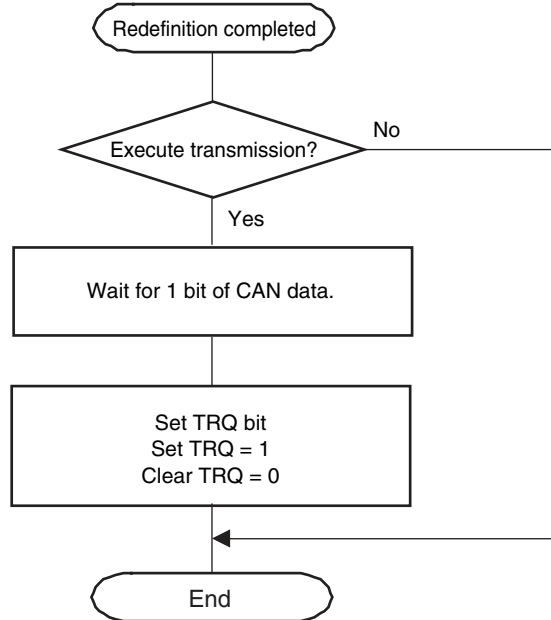 Redefinition completed
Execute transmission?
No
Yes
Wait for 1 bit of CAN data.
Set TRQ bit
Set TRQ = 1
Clear TRQ = 0
End